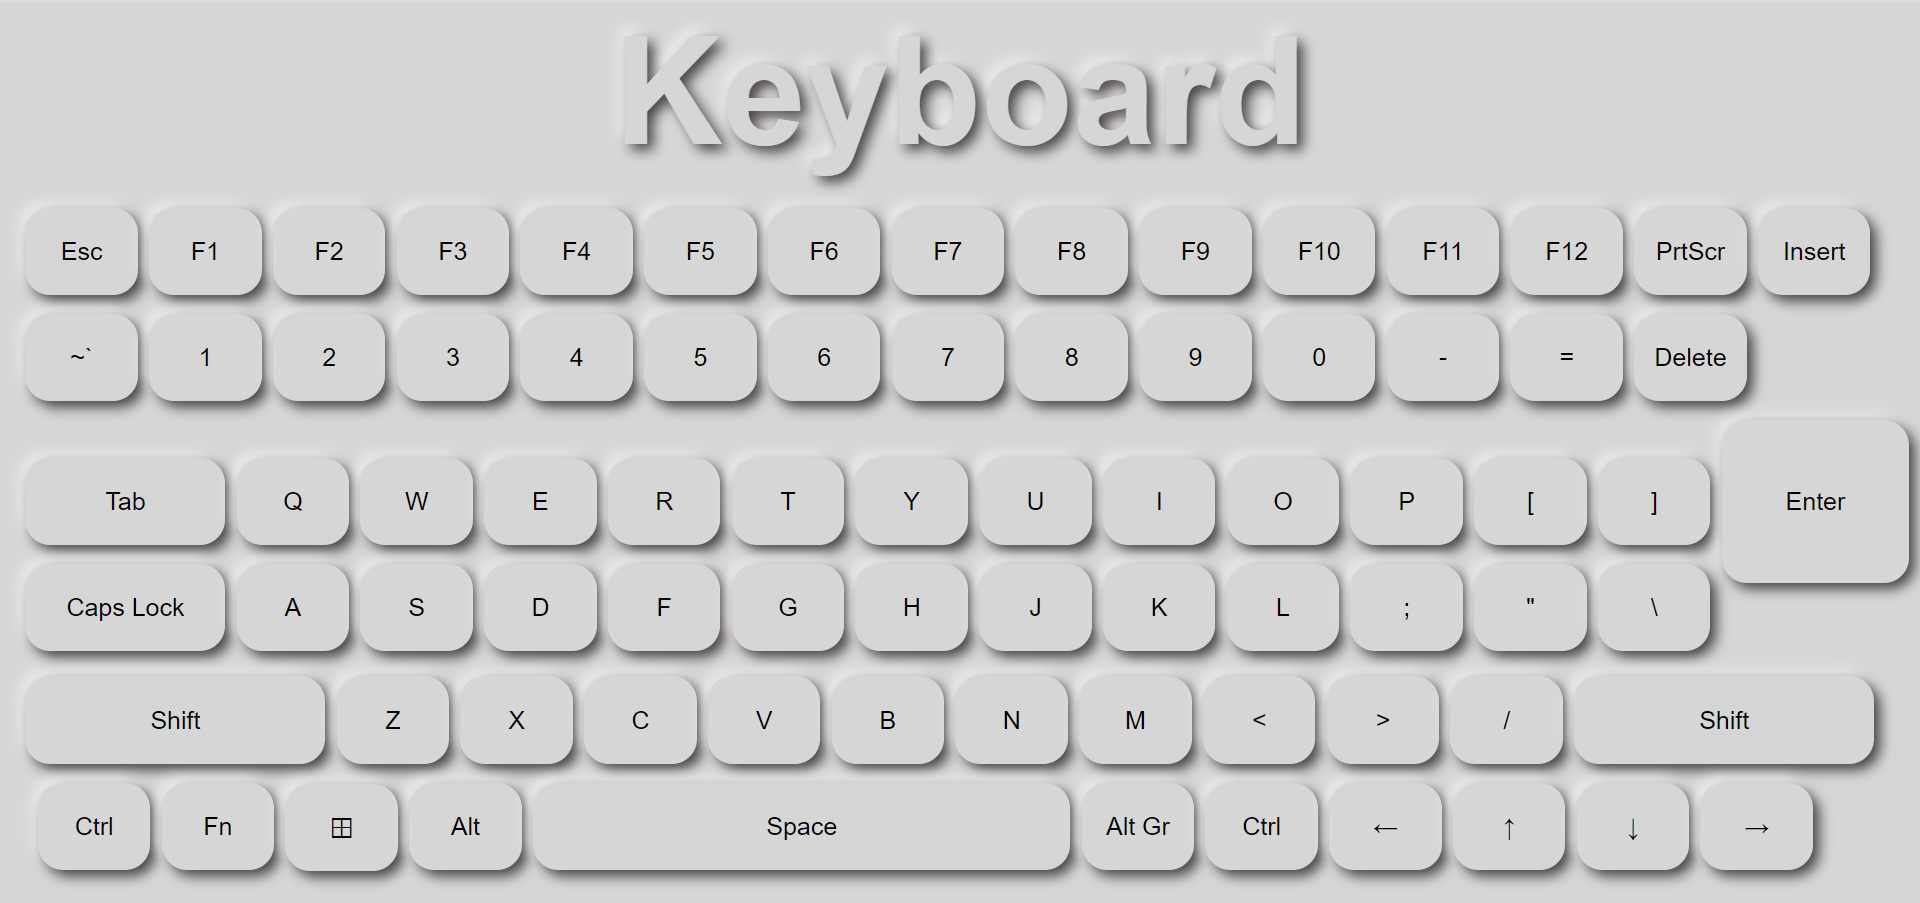 Keyboard
Esc F1 F2 F3 F4 F5 F6 F7 F8 F9 F10 F11 F12 PrtScr Insert
~` 1 2 3 4 5 6 7 8 9 0 - = Delete
Tab Q W E R T Y U I O P [ ] Enter
Caps Lock A S D F G H J K L ; " \
Shift Z X C V B N M < > / Shift
Ctrl Fn ⊞ Alt Space Alt Gr Ctrl ← ↑ ↓ →